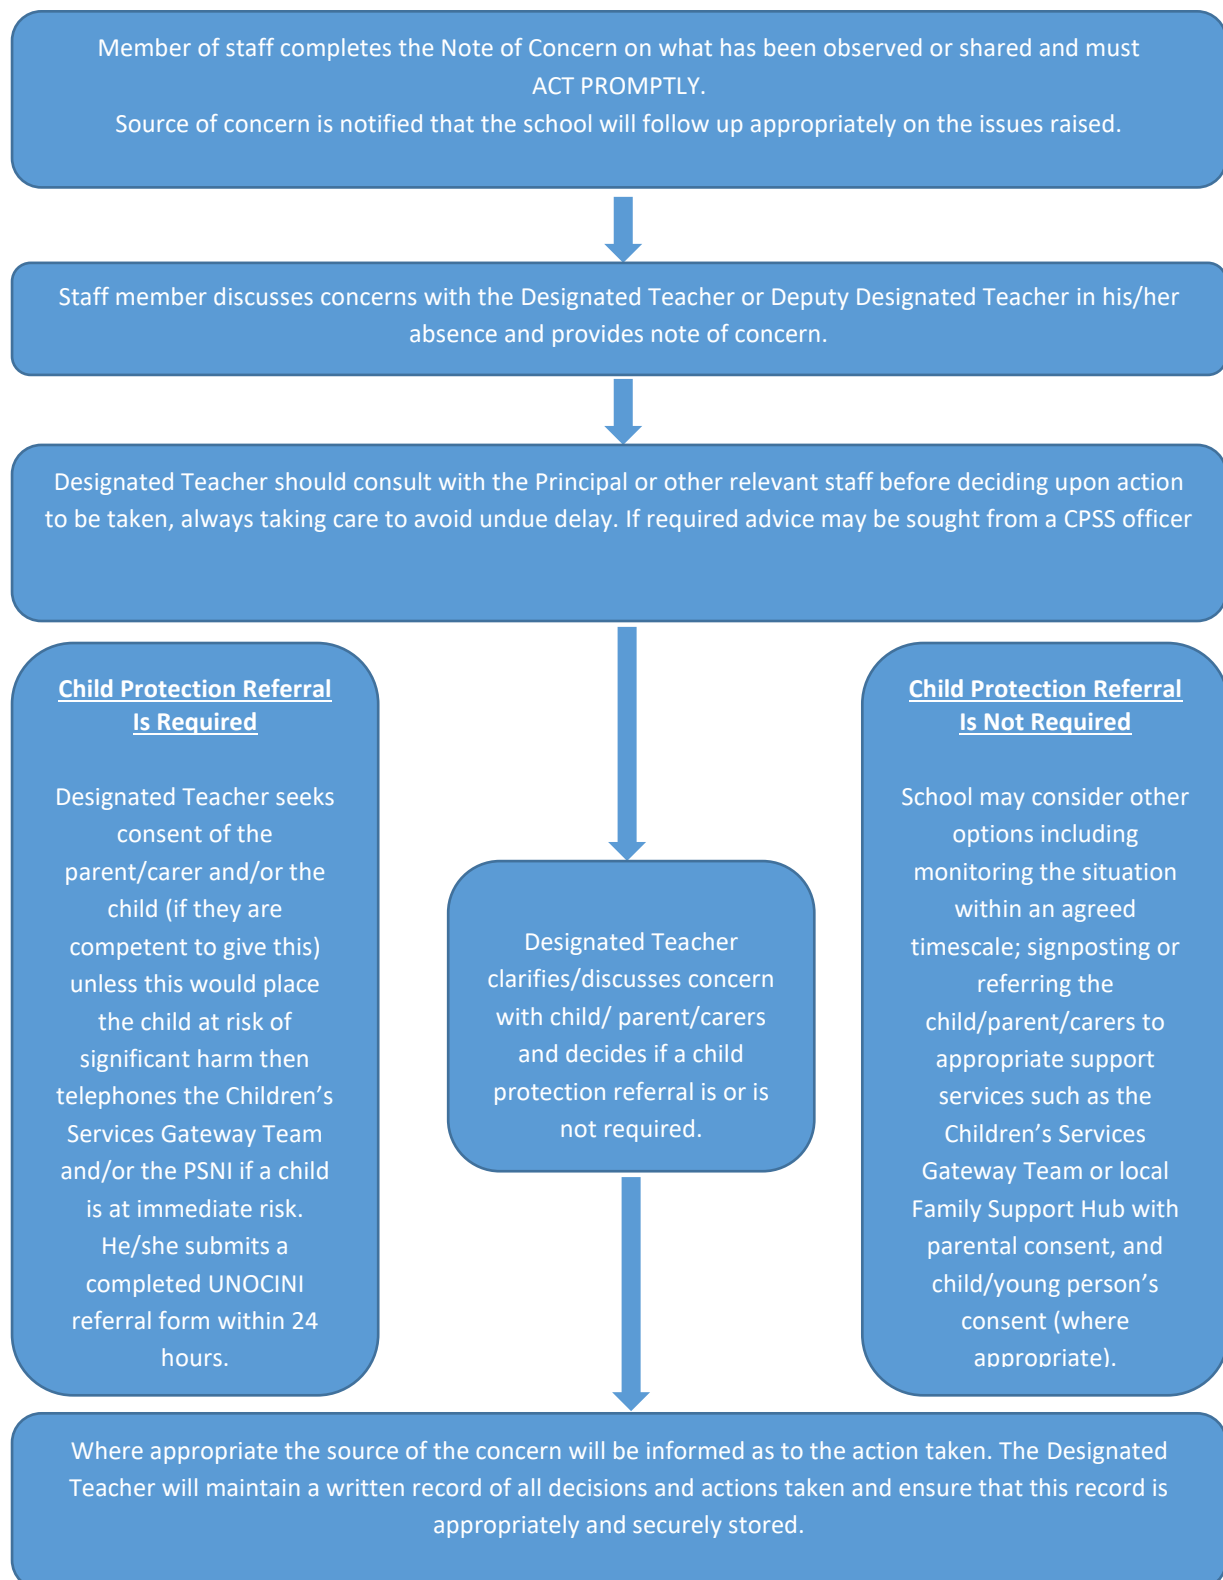 Member of staff completes the Note of Concern on what has been observed or shared and must
ACT PROMPTLY.
Source of concern is notified that the school will follow up appropriately on the issues raised.
Staff member discusses concerns with the Designated Teacher or Deputy Designated Teacher in his/her
absence and provides note of concern.
Designated Teacher should consult with the Principal or other relevant staff before deciding upon action
to be taken, always taking care to avoid undue delay. If required advice may be sought from a CPSS officer
Child Protection Referral
Is Required
Designated Teacher seeks
consent of the
parent/carer and/or the
child (if they are
competent to give this)
unless this would place
the child at risk of
significant harm then
telephones the Children’s
Services Gateway Team
and/or the PSNI if a child
is at immediate risk.
He/she submits a
completed UNOCINI
referral form within 24
hours.
Designated Teacher
clarifies/discusses concern
with child/ parent/carers
and decides if a child
protection referral is or is
not required.
Child Protection Referral
Is Not Required
School may consider other
options including
monitoring the situation
within an agreed
timescale; signposting or
referring the
child/parent/carers to
appropriate support
services such as the
Children’s Services
Gateway Team or local
Family Support Hub with
parental consent, and
child/young person’s
consent (where
appropriate).
Where appropriate the source of the concern will be informed as to the action taken. The Designated
Teacher will maintain a written record of all decisions and actions taken and ensure that this record is
appropriately and securely stored.